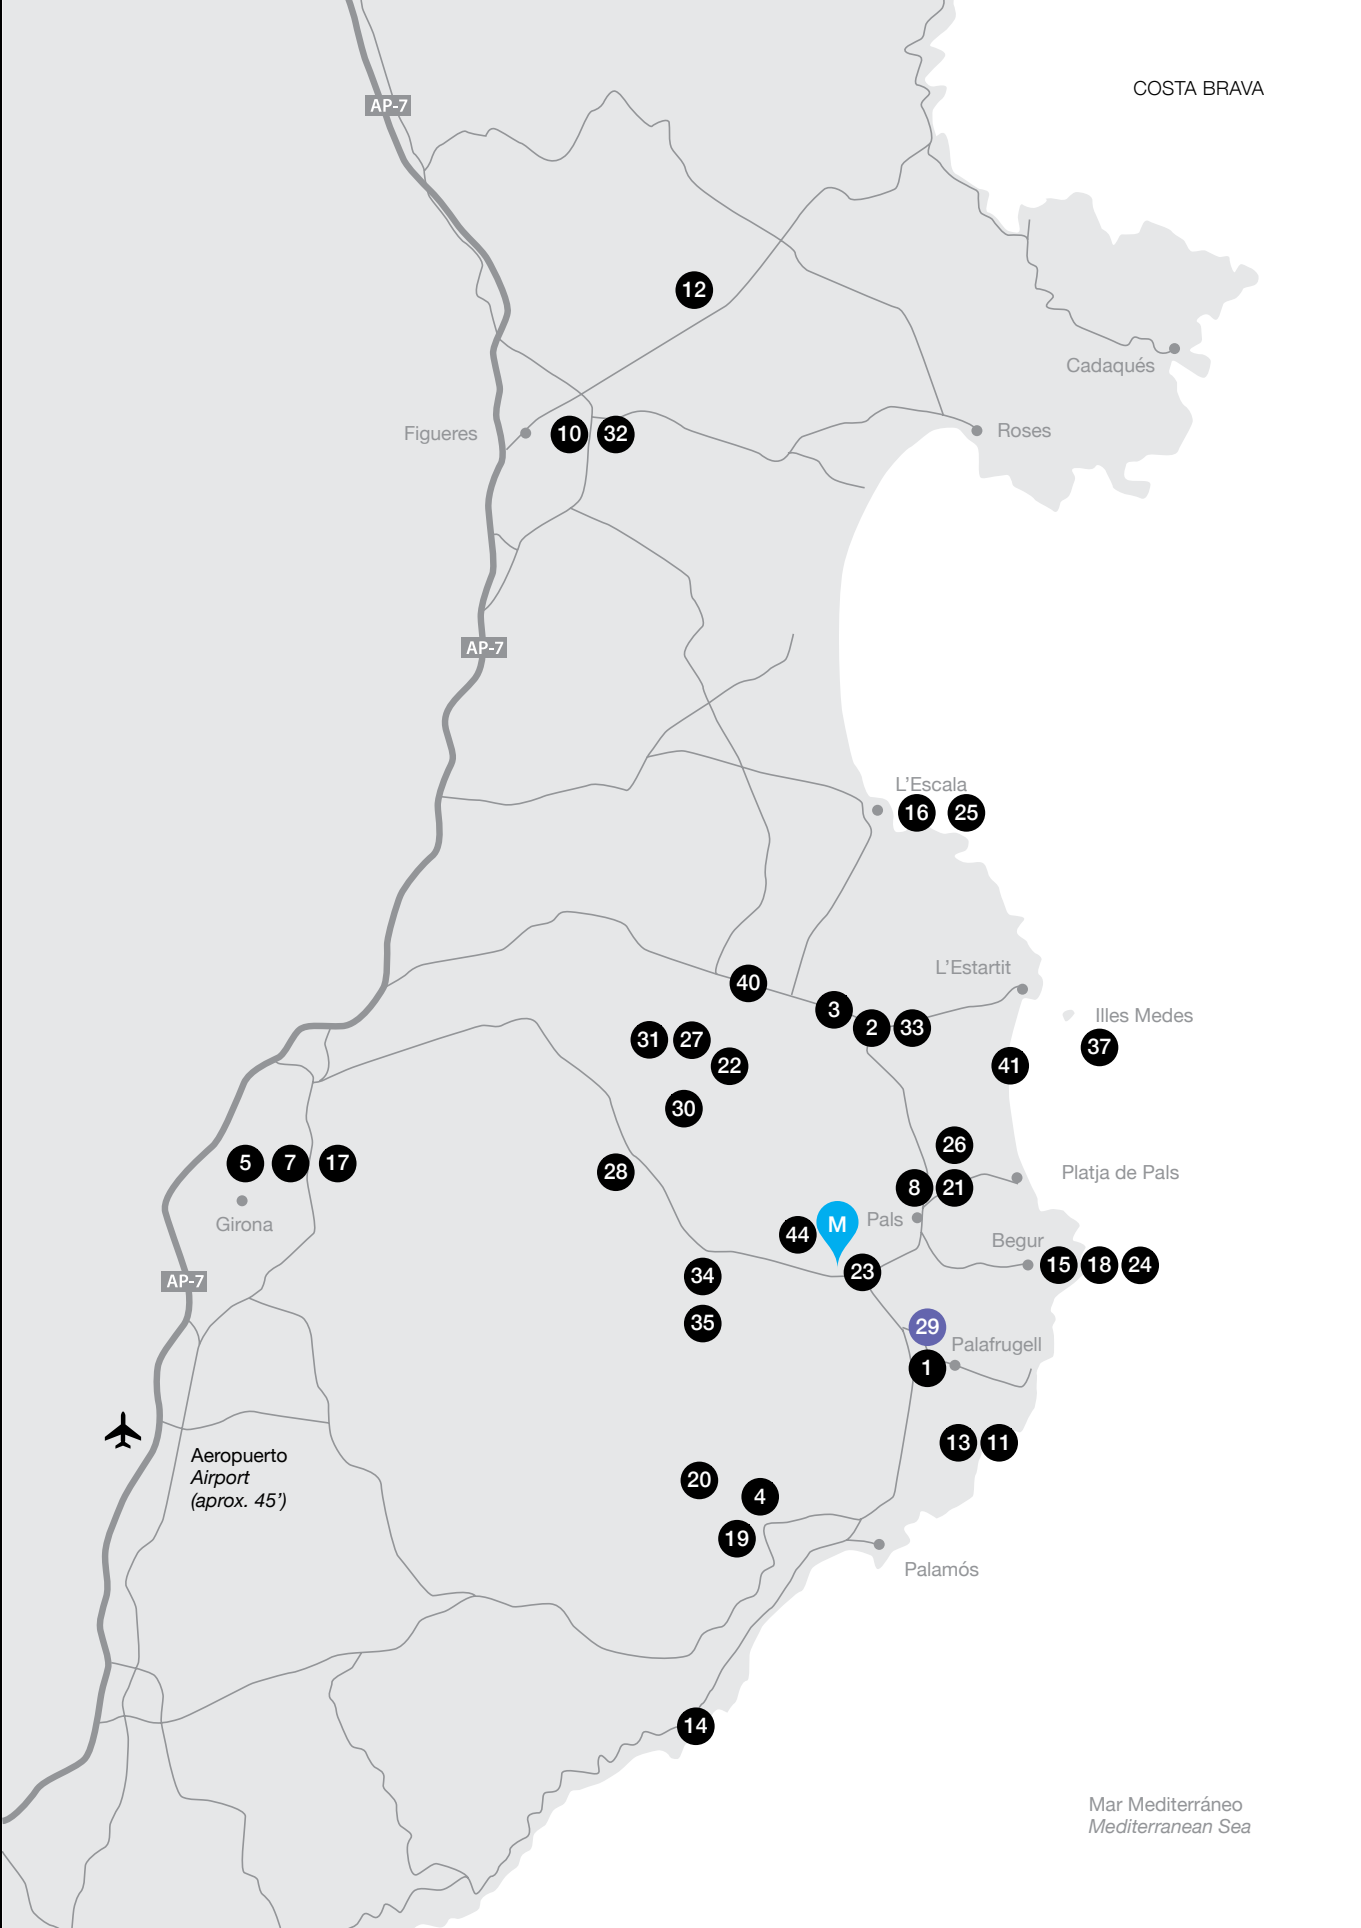 COSTA BRAVA
AP-7
12
Cadaqués
Figueres
10
32
Roses
AP-7
L'Escala
16
25
L'Estartit
40
3
2
33
Illes Medes
31
27
22
37
41
30
26
5
7
17
28
8
21
Platja de Pals
Girona
44
M
Pals
Begur
AP-7
34
23
15
18
24
35
29
Palafrugell
1
13
11
Aeropuerto
Airport
(aprox. 45')
20
4
19
Palamós
14
Mar Mediterráneo
Mediterranean Sea